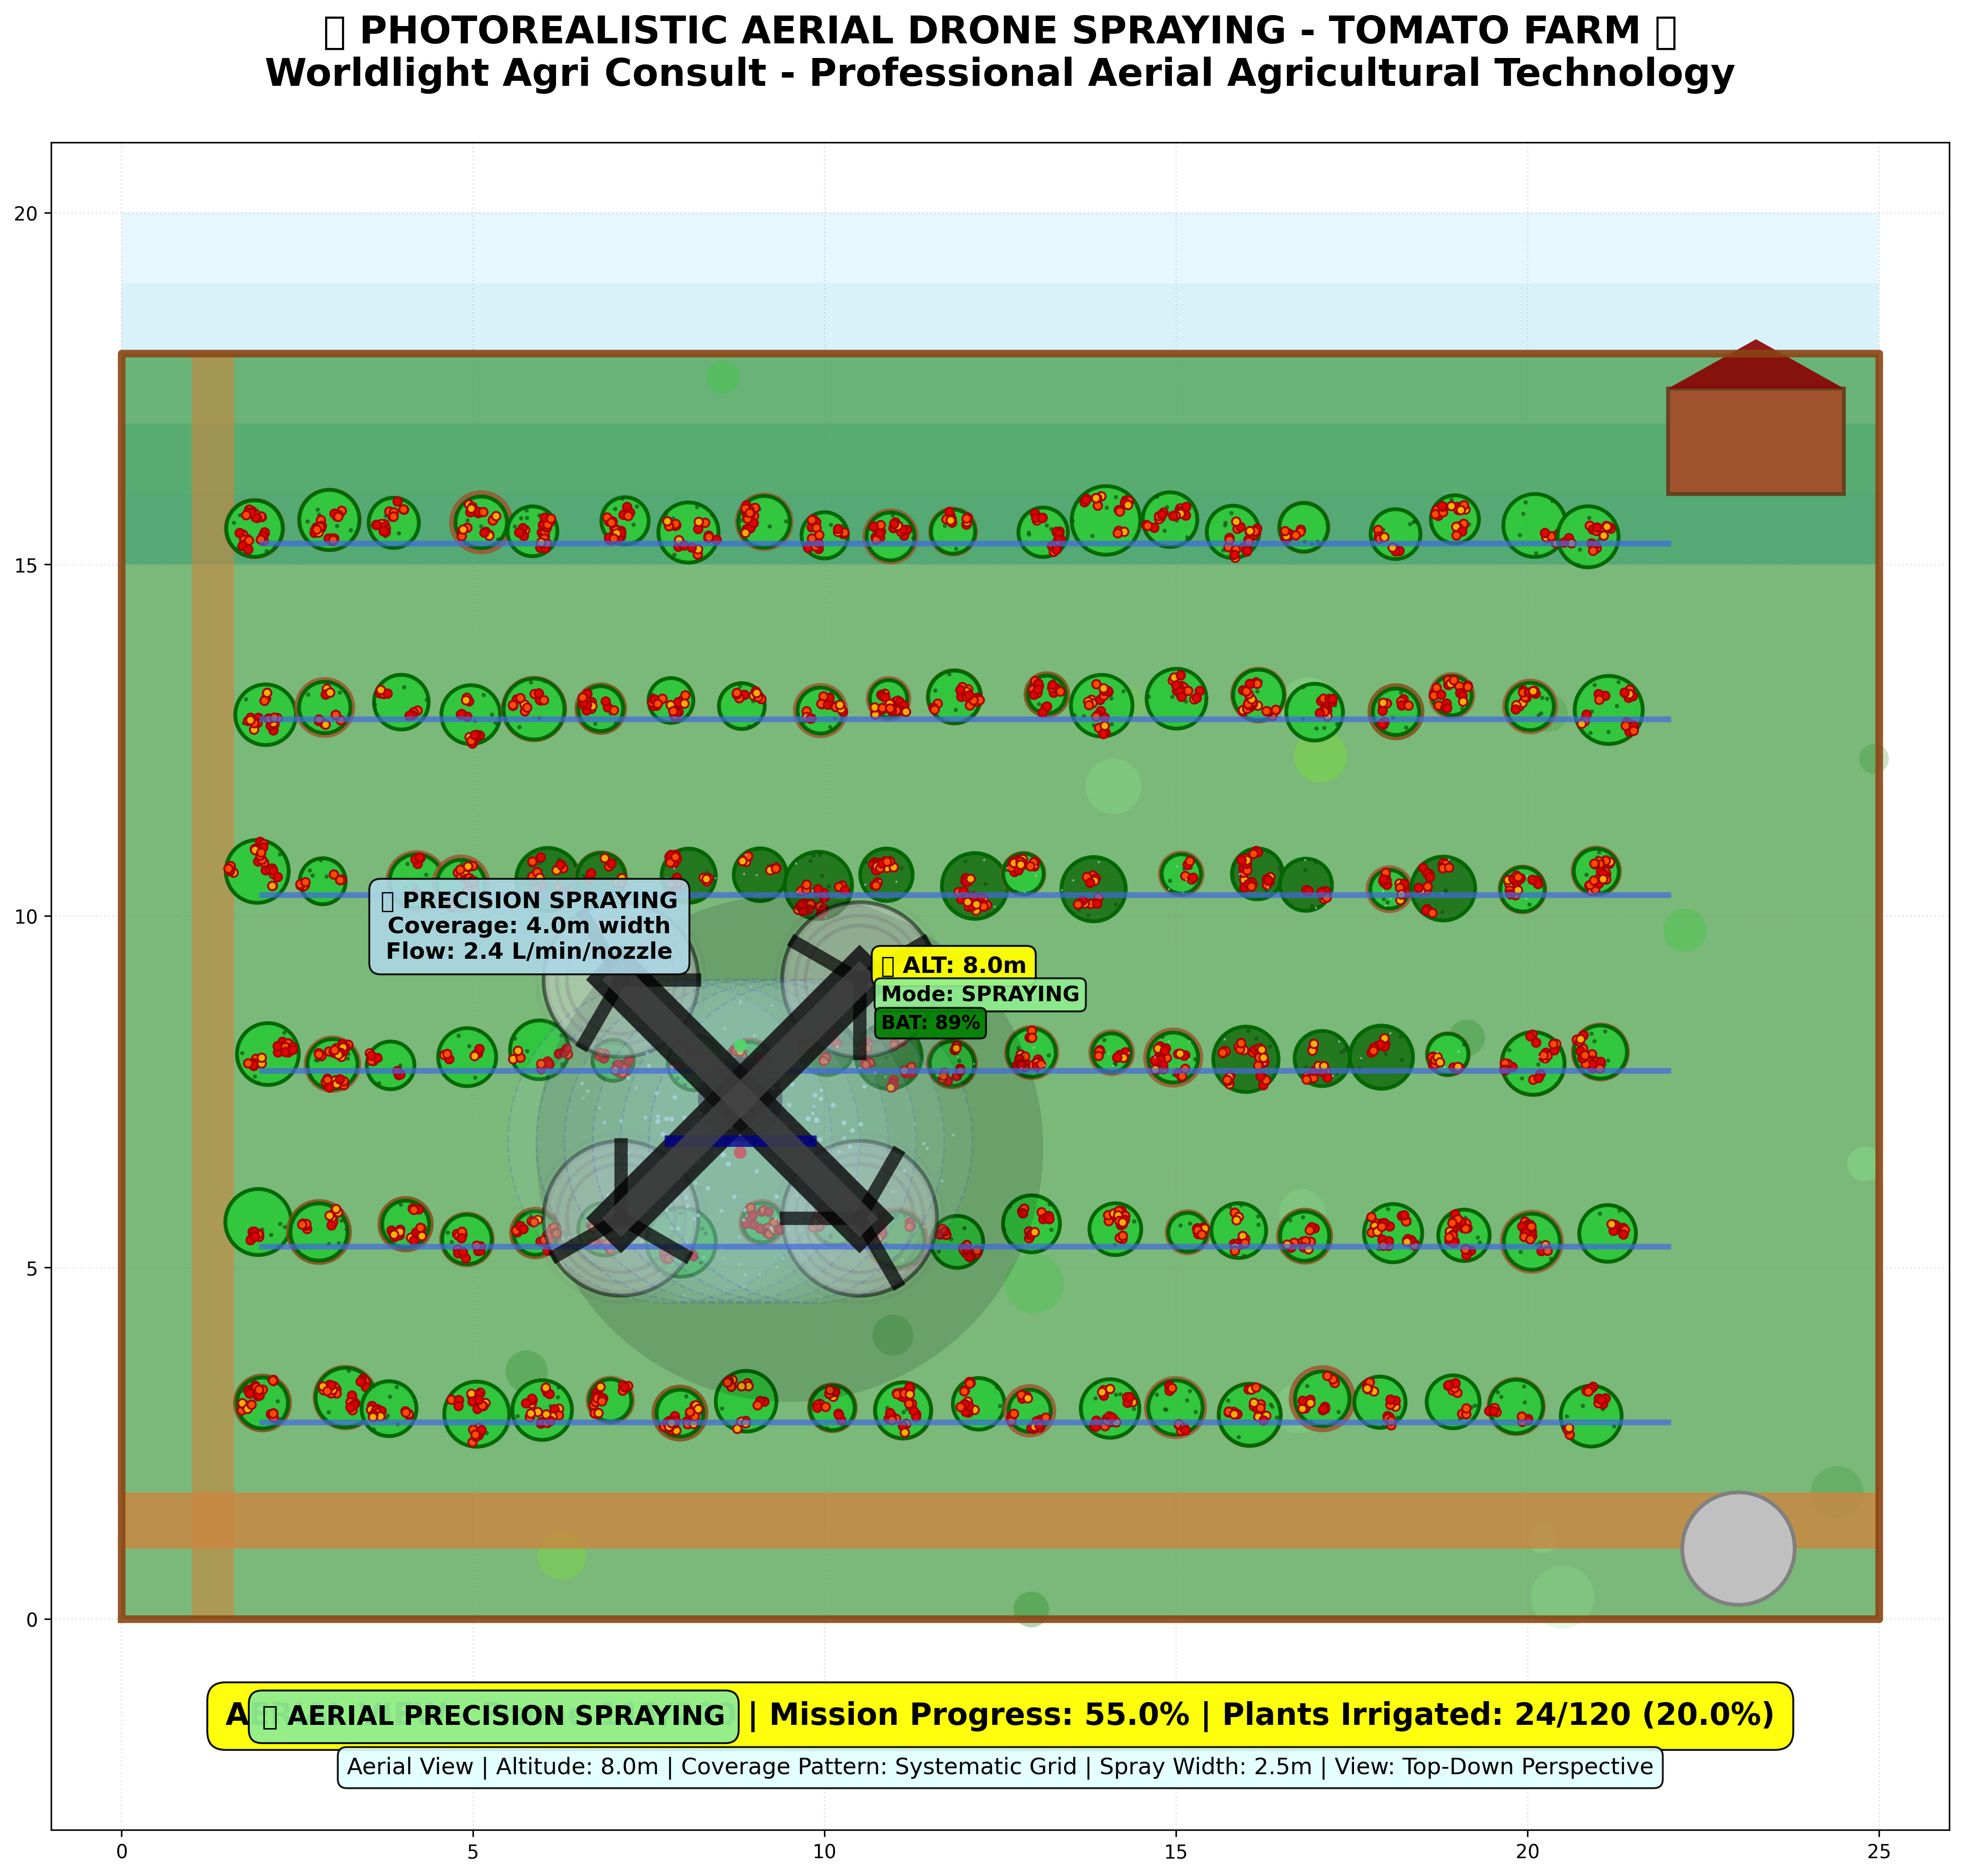 ▯ PHOTOREALISTIC AERIAL DRONE SPRAYING - TOMATO FARM ▯
Worldlight Agri Consult - Professional Aerial Agricultural Technology
20
15
10
5
0
▯ PRECISION SPRAYING
Coverage: 4.0m width
Flow: 2.4 L/min/nozzle
▯ ALT: 8.0m
Mode: SPRAYING
BAT: 89%
▯ AERIAL PRECISION SPRAYING
| Mission Progress: 55.0% | Plants Irrigated: 24/120 (20.0%)
Aerial View | Altitude: 8.0m | Coverage Pattern: Systematic Grid | Spray Width: 2.5m | View: Top-Down Perspective
0 5 10 15 20 25